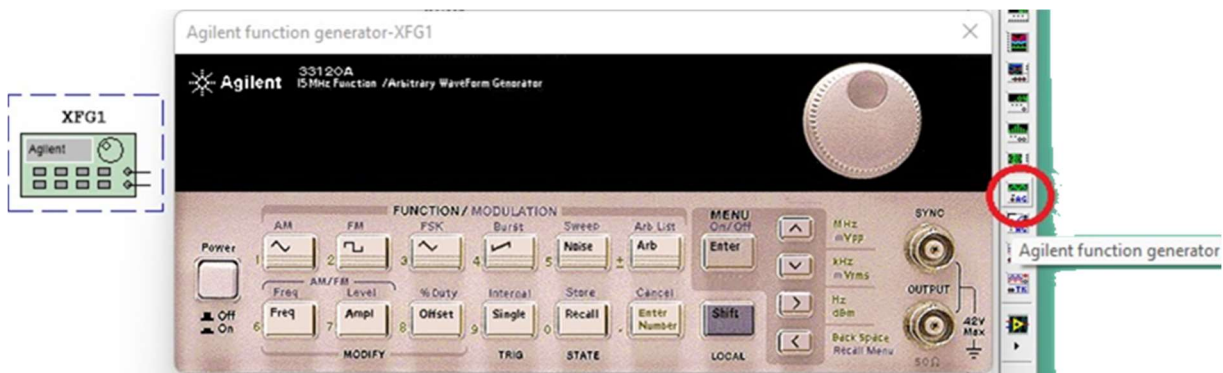 Agilent function generator-XFG1
Agilent 33120A
15 MHz Function / Arbitrary WaveForm Genorator
XFG1
Agilent
FUNCTION / MODULATION
AM FM FSK Burst Sweep Arb List
MENU
On/Off
Power
1 2 3 4 5 Noise ± Arb Enter
MHz
mVpp
kHz
mVrms
Hz
dBm
Back Space
Recall Menu
AM/FM
Freq Level % Duty Internal Store Cancel
Off
On
6 Freq 7 Ampl 8 Offset 9 Single 0 Recall . Enter Number Shift
MODIFY TRIG STATE LOCAL
SYNC
Agilent function generator
OUTPUT
42V
Max
50Ω
AG
TK